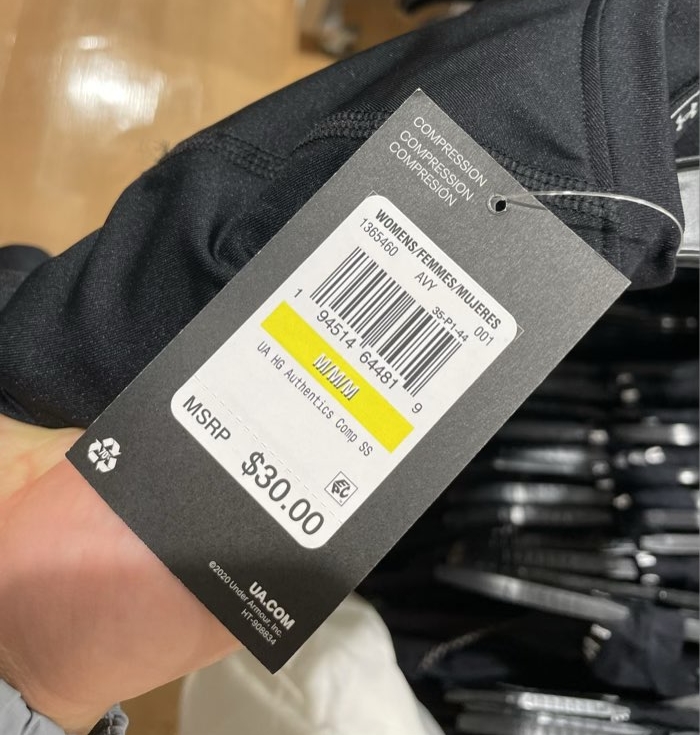 COMPRESSION
COMPRESSION
COMPRESIÓN
WOMENS/FEMMES/MUJERES
1365460 AVY 35-P1-44 001
1 94514 64481 9
M/M/M
UA HG Authentics Comp SS
MSRP $30.00
UA.COM
©2020 Under Armour, Inc.
HT-908834